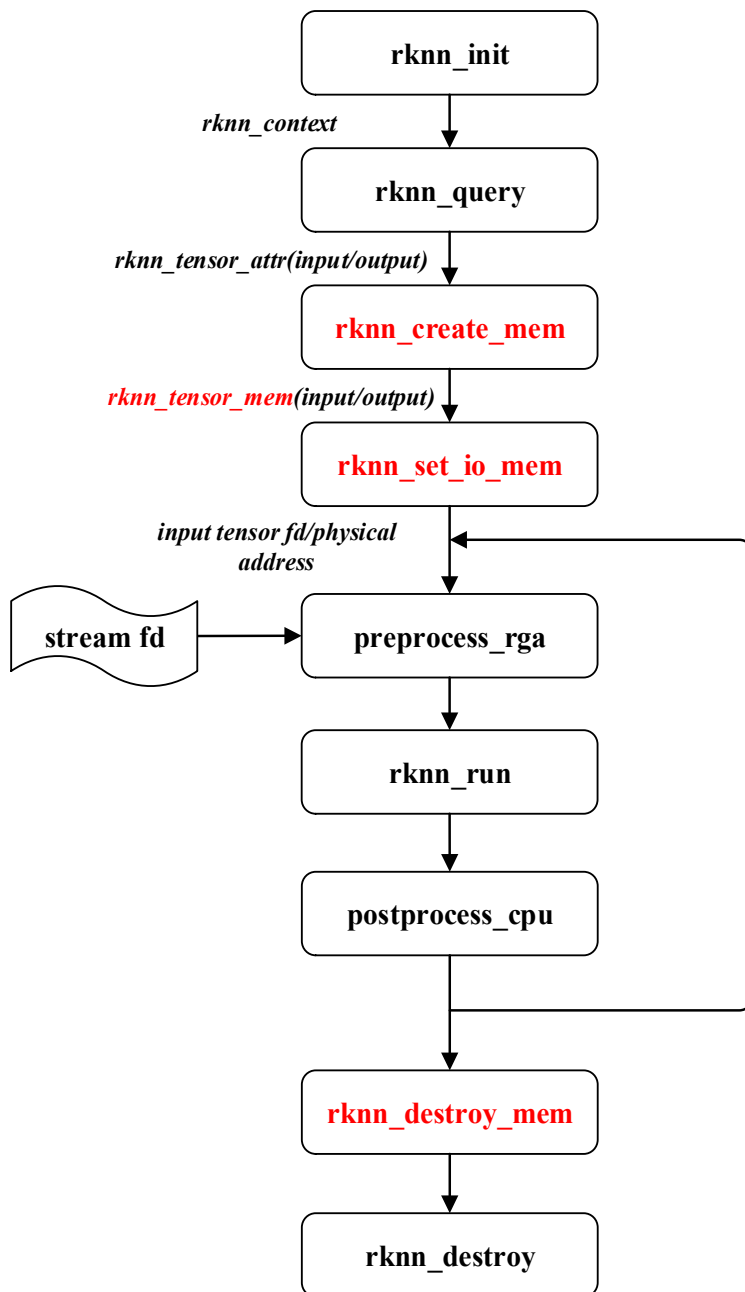 rknn_init
rknn_context
rknn_query
rknn_tensor_attr(input/output)
rknn_create_mem
rknn_tensor_mem(input/output)
rknn_set_io_mem
input tensor fd/physical
address
stream fd
preprocess_rga
rknn_run
postprocess_cpu
rknn_destroy_mem
rknn_destroy